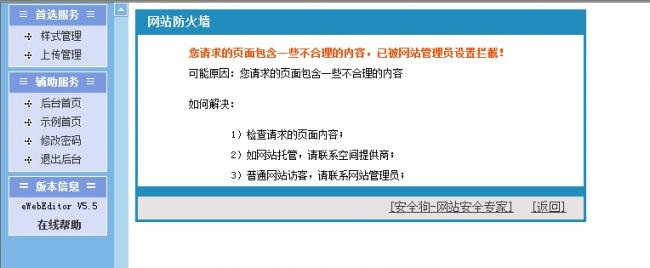 = 首选服务 =
样式管理
上传管理
= 辅助服务 =
后台首页
示例首页
修改密码
退出后台
= 版本信息 =
eWebEditor V5.5
在线帮助
网站防火墙
您请求的页面包含一些不合理的内容，已被网站管理员设置拦截！
可能原因：您请求的页面包含一些不合理的内容
如何解决：
1）检查请求的页面内容；
2）如网站托管，请联系空间提供商；
3）普通网站访客，请联系网站管理员；
[安全狗-网站安全专家] [返回]